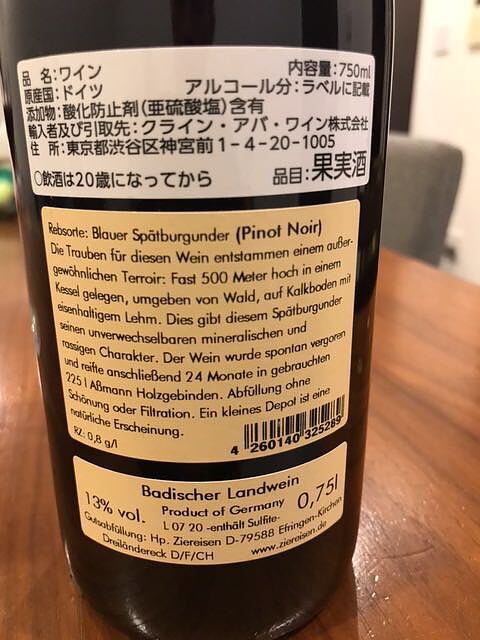 品 名:ワイン 内容量:750ml
原産国:ドイツ アルコール分:ラベルに記載
添加物:酸化防止剤(亜硫酸塩)含有
輸入者及び引取先:クライン・アバ・ワイン株式会社
住 所:東京都渋谷区神宮前1-4-20-1005
○飲酒は20歳になってから 品目:果実酒
Rebsorte: Blauer Spätburgunder (Pinot Noir)
Die Trauben für diesen Wein entstammen einem außer-
gewöhnlichen Terroir: Fast 500 Meter hoch in einem
Kessel gelegen, umgeben von Wald, auf Kalkboden mit
eisenhaltigem Lehm. Dies gibt diesem Spätburgunder
seinen unverwechselbaren mineralischen und
rassigen Charakter. Der Wein wurde spontan vergoren
und reifte anschließend 24 Monate in gebrauchten
225 l Aßmann Holzgebinden. Abfüllung ohne
Schönung oder Filtration. Ein kleines Depot ist eine
natürliche Erscheinung.
RZ: 0,8 g/l
4 260140 325289
Badischer Landwein
13% vol. Product of Germany 0,75l
L 07 20 -enthält Sulfite-
Gutsabfüllung: Hp. Ziereisen D-79588 Efringen-Kirchen
Dreiländereck D/F/CH www.ziereisen.de